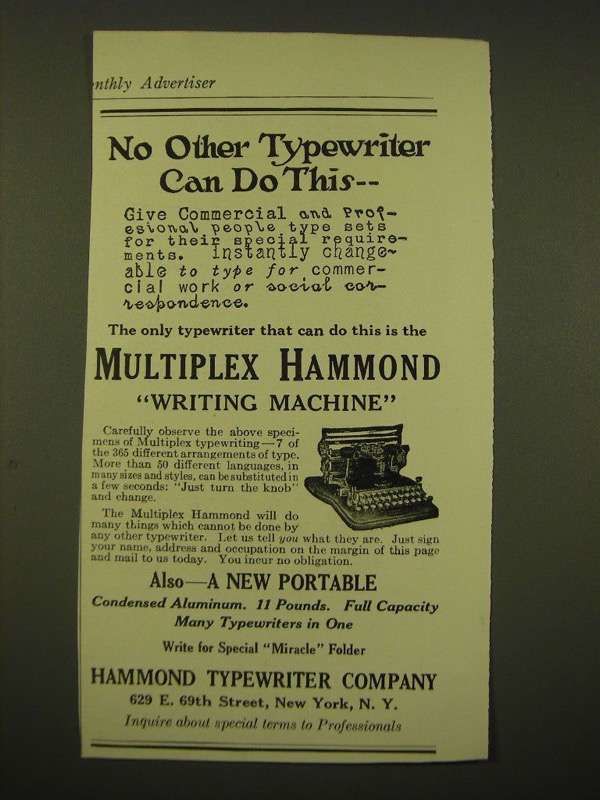 onthly Advertiser
No Other Typewriter
Can Do This--
Give Commercial and Prof-
esional people type sets
for their special require-
ments. Instantly change-
able to type for commer-
cial work or social cor-
respondence.
The only typewriter that can do this is the
MULTIPLEX HAMMOND
"WRITING MACHINE"
Carefully observe the above speci-
mens of Multiplex typewriting—7 of
the 365 different arrangements of type.
More than 50 different languages, in
many sizes and styles, can be substituted in
a few seconds: "Just turn the knob"
and change.
The Multiplex Hammond will do
many things which cannot be done by
any other typewriter. Let us tell you what they are. Just sign
your name, address and occupation on the margin of this page
and mail to us today. You incur no obligation.
Also—A NEW PORTABLE
Condensed Aluminum. 11 Pounds. Full Capacity
Many Typewriters in One
Write for Special "Miracle" Folder
HAMMOND TYPEWRITER COMPANY
629 E. 69th Street, New York, N. Y.
Inquire about special terms to Professionals